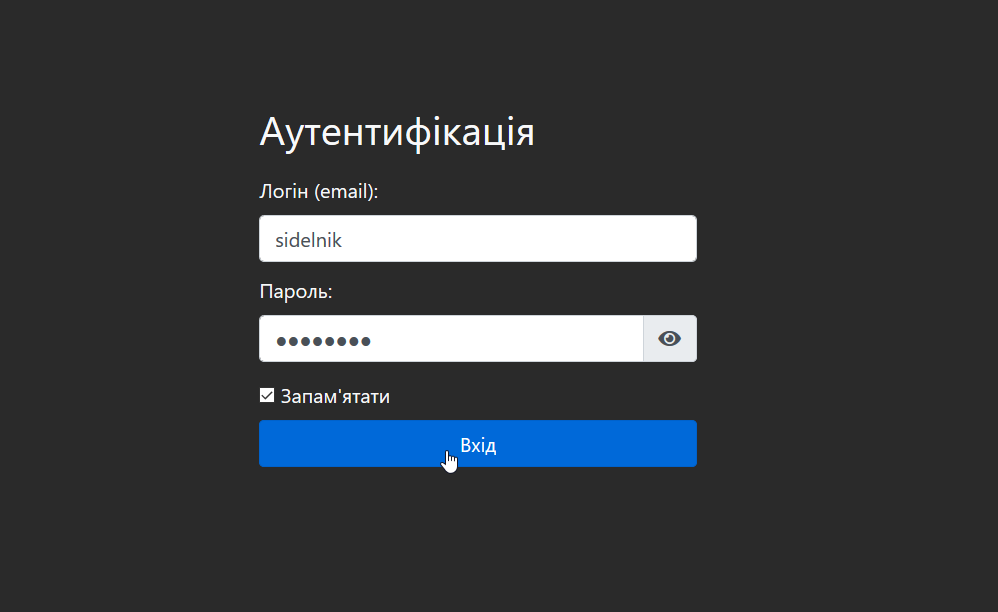 Аутентифікація
Логін (email):
sidelnik
Пароль:
●●●●●●●●
Запам'ятати
Вхід